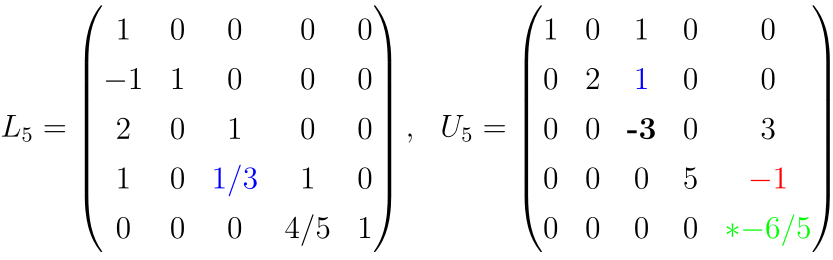 1 0 0 0 0 1 0 1 0 0
−1 1 0 0 0 0 2 1 0 0
L5 = 2 0 1 0 0 , U5 = 0 0 -3 0 3
1 0 1/3 1 0 0 0 0 5 −1
0 0 0 4/5 1 0 0 0 0 *−6/5